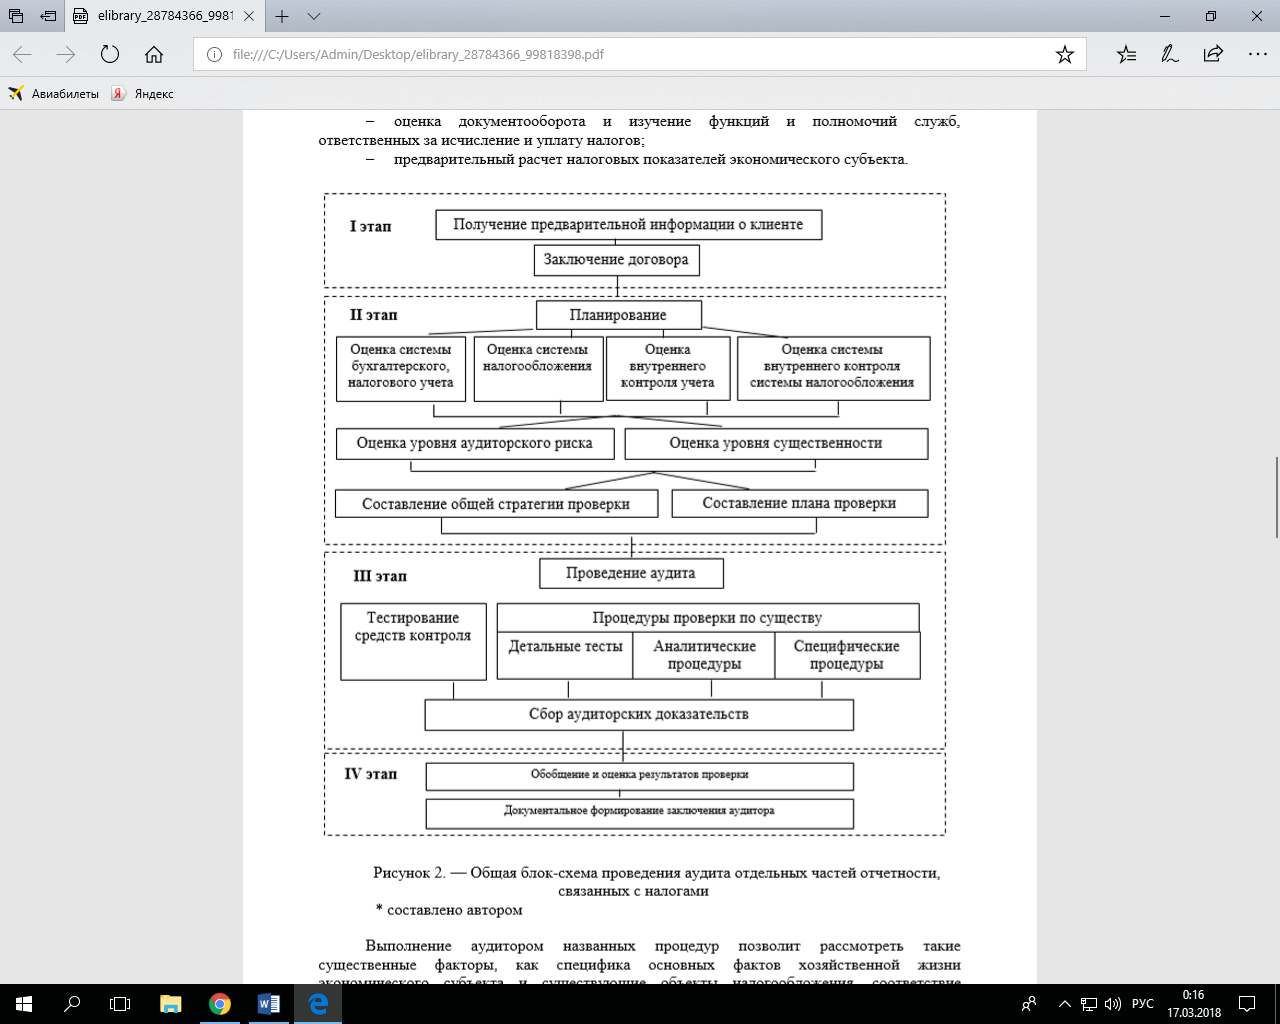 elibrary_28784366_9981
file:///C:/Users/Admin/Desktop/elibrary_28784366_99818398.pdf
Авиабилеты
Яндекс
– оценка документооборота и изучение функций и полномочий служб,
ответственных за исчисление и уплату налогов;
– предварительный расчет налоговых показателей экономического субъекта.
I этап
Получение предварительной информации о клиенте
Заключение договора
II этап
Планирование
Оценка системы
бухгалтерского,
налогового учета
Оценка системы
налогообложения
Оценка
внутреннего
контроля учета
Оценка системы
внутреннего контроля
системы налогообложения
Оценка уровня аудиторского риска
Оценка уровня существенности
Составление общей стратегии проверки
Составление плана проверки
III этап
Проведение аудита
Тестирование
средств контроля
Процедуры проверки по существу
Детальные тесты
Аналитические
процедуры
Специфические
процедуры
Сбор аудиторских доказательств
IV этап
Обобщение и оценка результатов проверки
Документальное формирование заключения аудитора
Рисунок 2. — Общая блок-схема проведения аудита отдельных частей отчетности,
связанных с налогами
* составлено автором
Выполнение аудитором названных процедур позволит рассмотреть такие
существенные факторы, как специфика основных фактов хозяйственной жизни
экономического субъекта и существующие объекты налогообложения, соответствие
РУС
0:16
17.03.2018